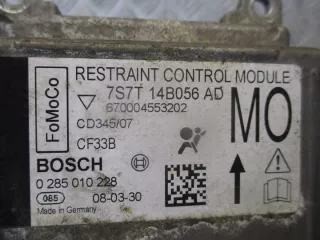 FoMoCo
RESTRAINT CONTROL MODULE
7S7T 14B056 AD
670004553202
CD345/07
CF33B
MO
BOSCH
0 285 010 228
085 08-03-30
Made in Germany